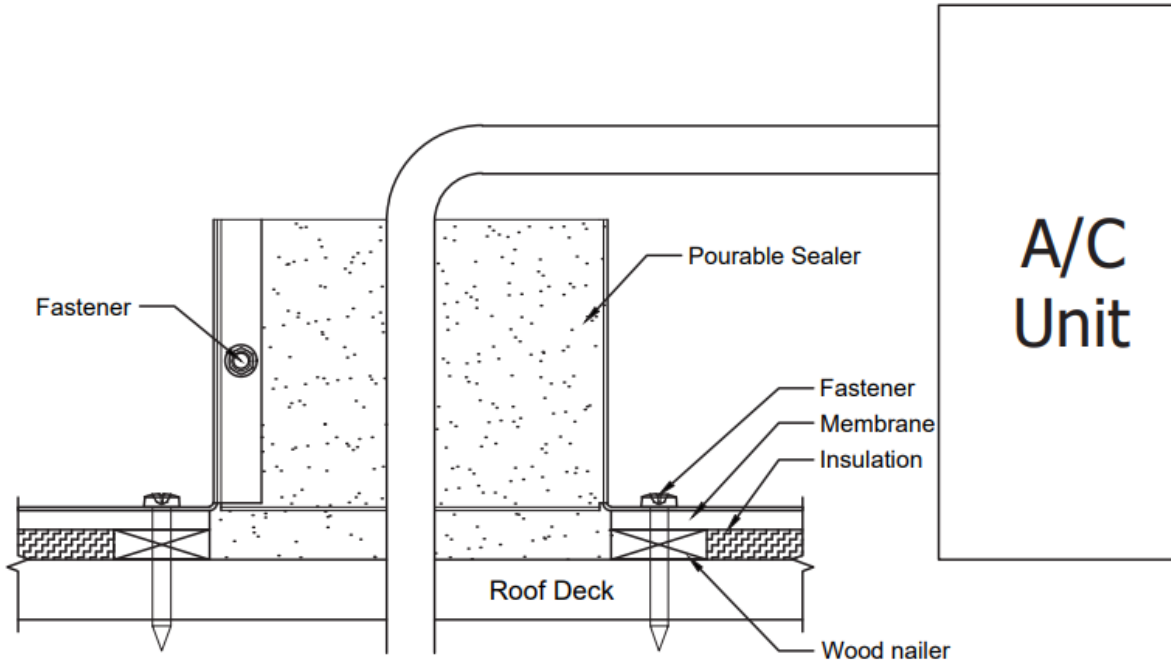 A/C
Unit
Pourable Sealer
Fastener
Fastener
Membrane
Insulation
Roof Deck
Wood nailer